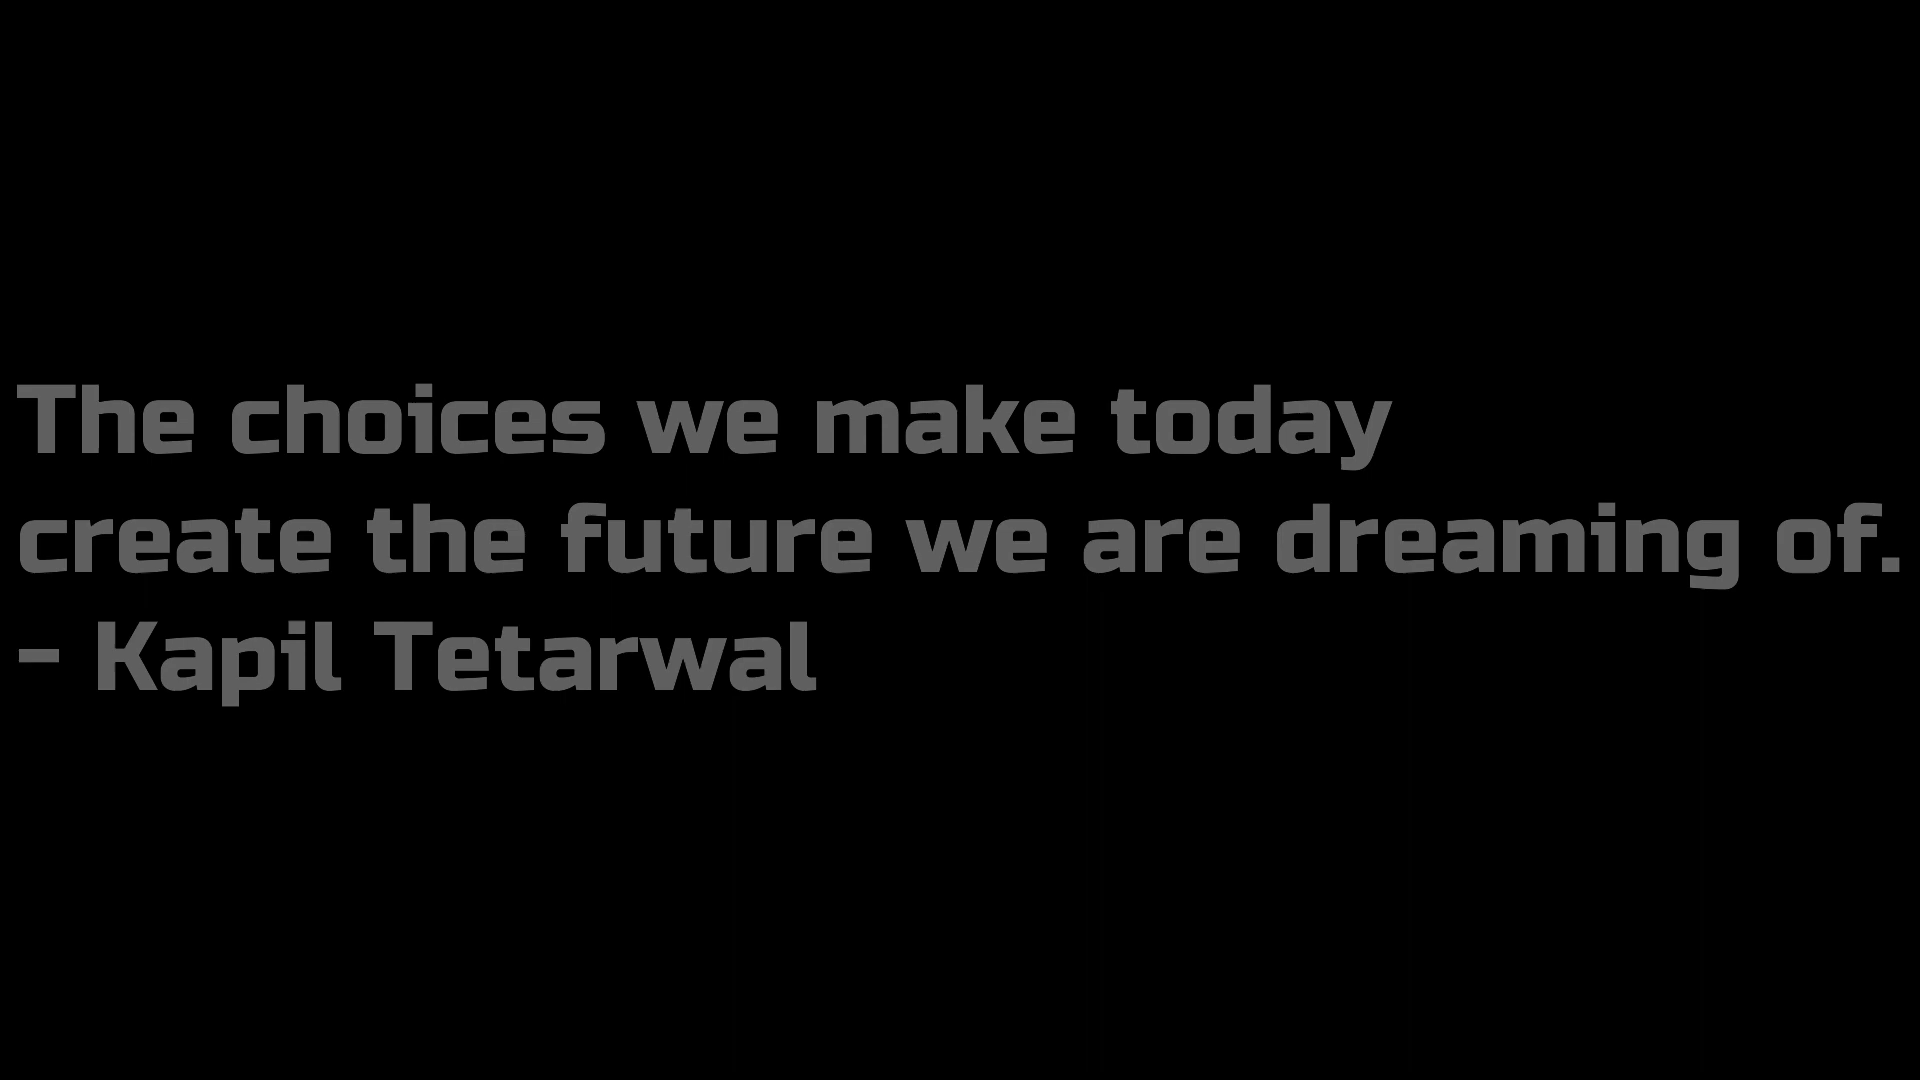 The choices we make today
create the future we are dreaming of.
- Kapil Tetarwal